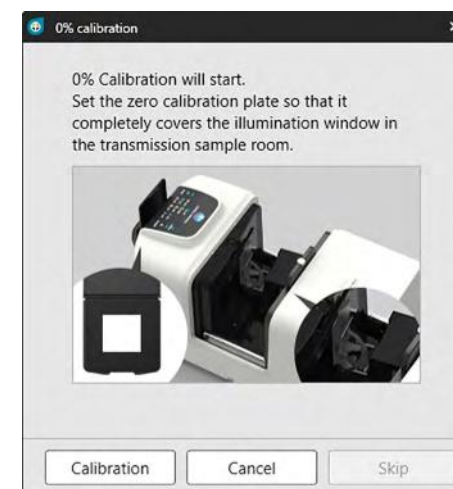 0% calibration
0% Calibration will start.
Set the zero calibration plate so that it
completely covers the illumination window in
the transmission sample room.
Calibration
Cancel
Skip